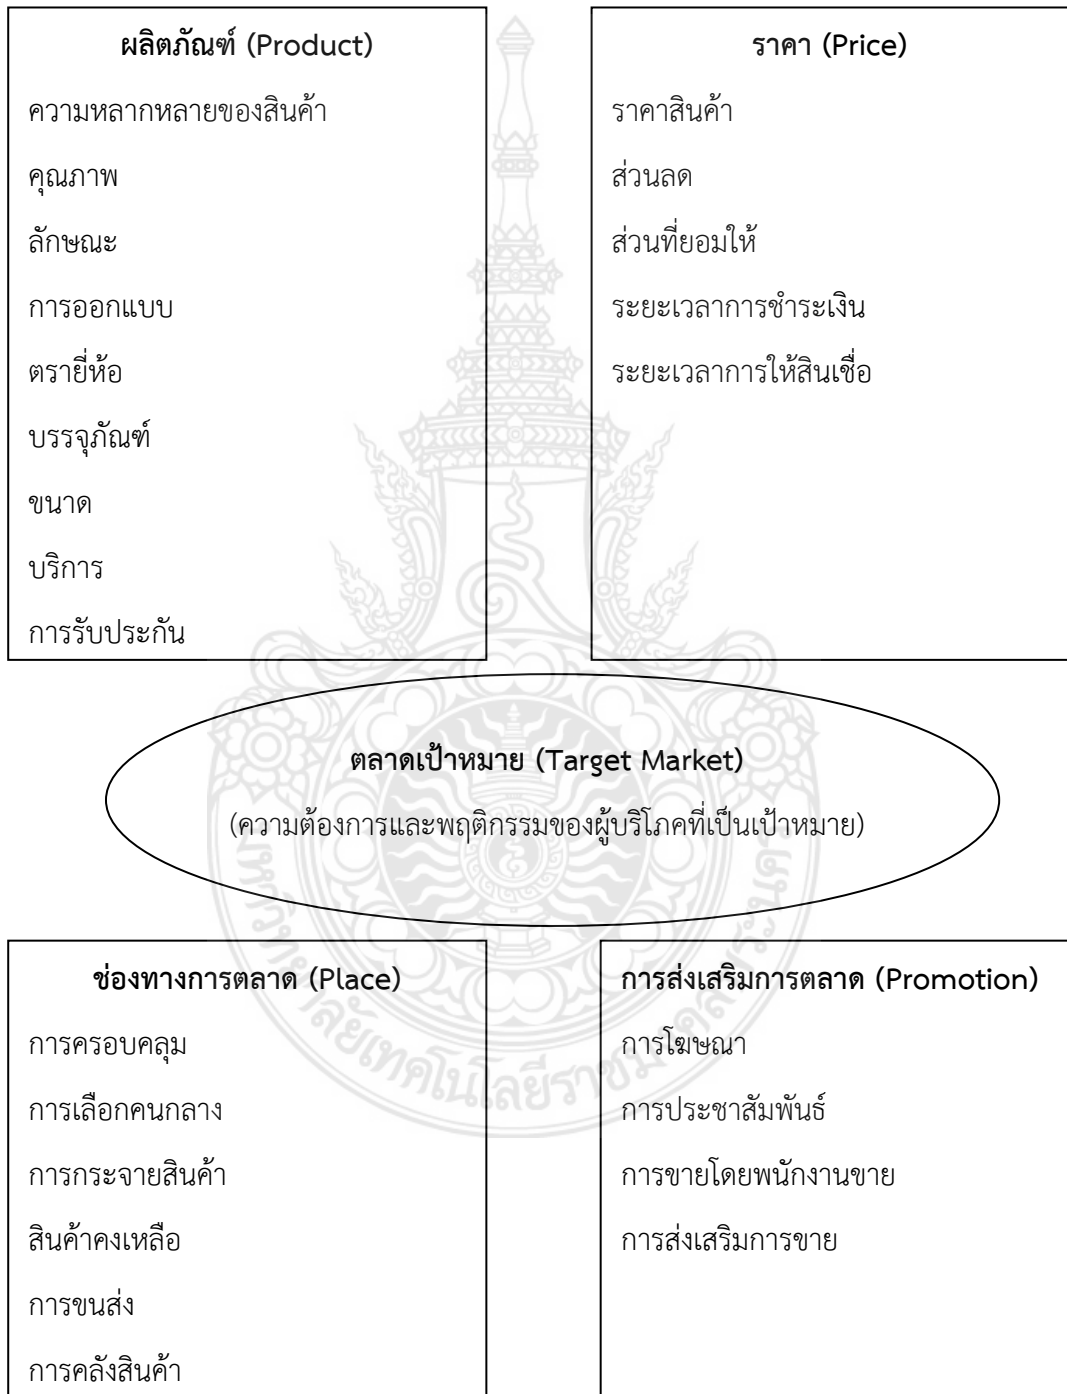 ผลิตภัณฑ์ (Product)
ความหลากหลายของสินค้า
คุณภาพ
ลักษณะ
การออกแบบ
ตรายี่ห้อ
บรรจุภัณฑ์
ขนาด
บริการ
การรับประกัน
ราคา (Price)
ราคาสินค้า
ส่วนลด
ส่วนที่ยอมให้
ระยะเวลาการชำระเงิน
ระยะเวลาการให้สินเชื่อ
ตลาดเป้าหมาย (Target Market)
(ความต้องการและพฤติกรรมของผู้บริโภคที่เป็นเป้าหมาย)
ช่องทางการตลาด (Place)
การครอบคลุม
การเลือกคนกลาง
การกระจายสินค้า
สินค้าคงเหลือ
การขนส่ง
การคลังสินค้า
การส่งเสริมการตลาด (Promotion)
การโฆษณา
การประชาสัมพันธ์
การขายโดยพนักงานขาย
การส่งเสริมการขาย